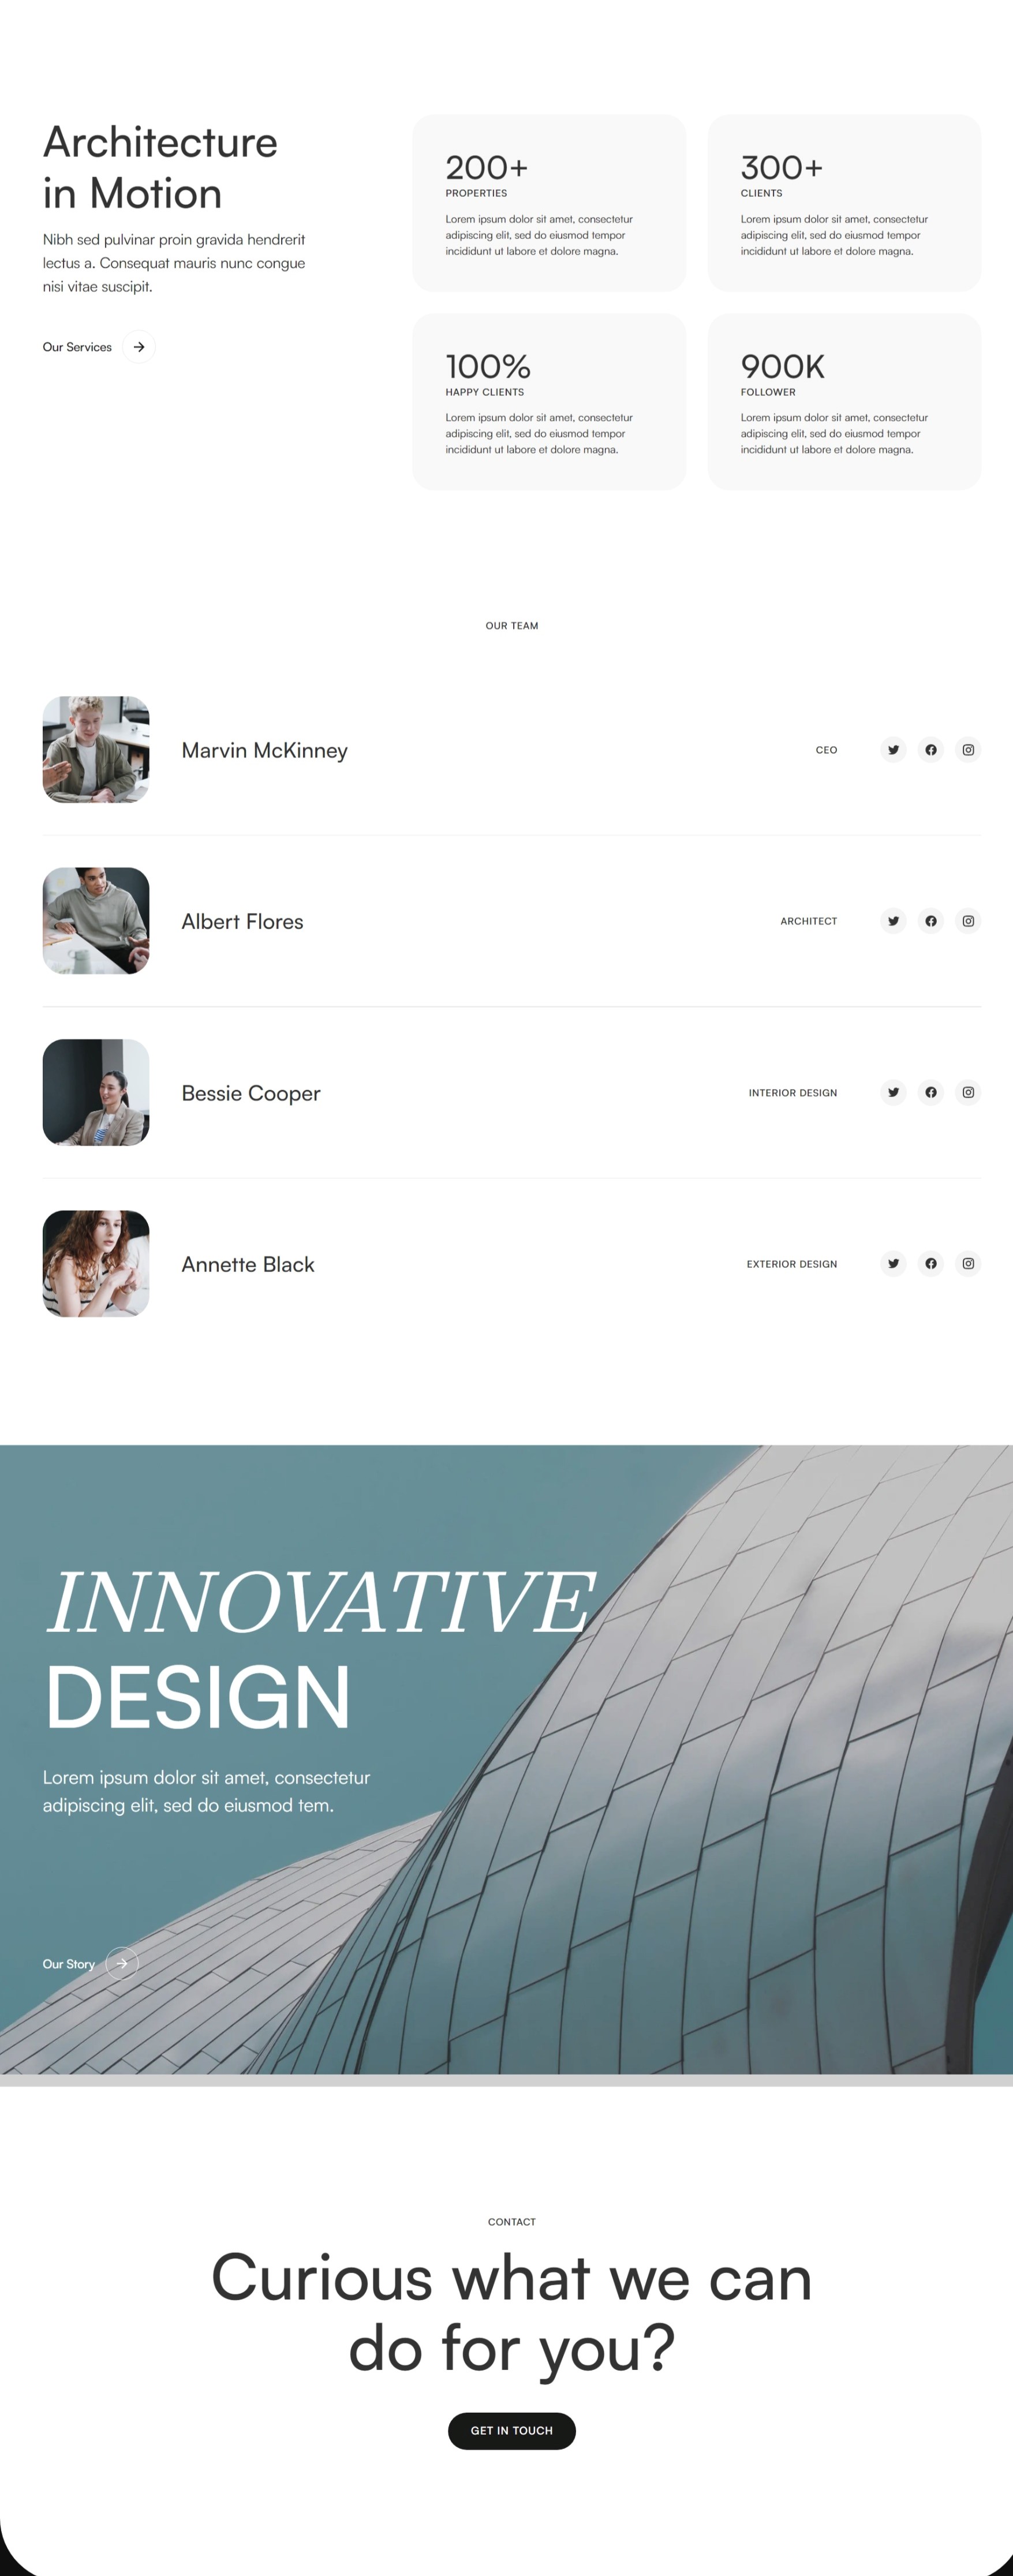 Architecture
in Motion
Nibh sed pulvinar proin gravida hendrerit
lectus a. Consequat mauris nunc congue
nisi vitae suscipit.
Our Services
200+
PROPERTIES
Lorem ipsum dolor sit amet, consectetur
adipiscing elit, sed do eiusmod tempor
incididunt ut labore et dolore magna.
300+
CLIENTS
Lorem ipsum dolor sit amet, consectetur
adipiscing elit, sed do eiusmod tempor
incididunt ut labore et dolore magna.
100%
HAPPY CLIENTS
Lorem ipsum dolor sit amet, consectetur
adipiscing elit, sed do eiusmod tempor
incididunt ut labore et dolore magna.
900K
FOLLOWER
Lorem ipsum dolor sit amet, consectetur
adipiscing elit, sed do eiusmod tempor
incididunt ut labore et dolore magna.
OUR TEAM
Marvin McKinney
CEO
Albert Flores
ARCHITECT
Bessie Cooper
INTERIOR DESIGN
Annette Black
EXTERIOR DESIGN
INNOVATIVE
DESIGN
Lorem ipsum dolor sit amet, consectetur
adipiscing elit, sed do eiusmod tem.
Our Story
CONTACT
Curious what we can
do for you?
GET IN TOUCH